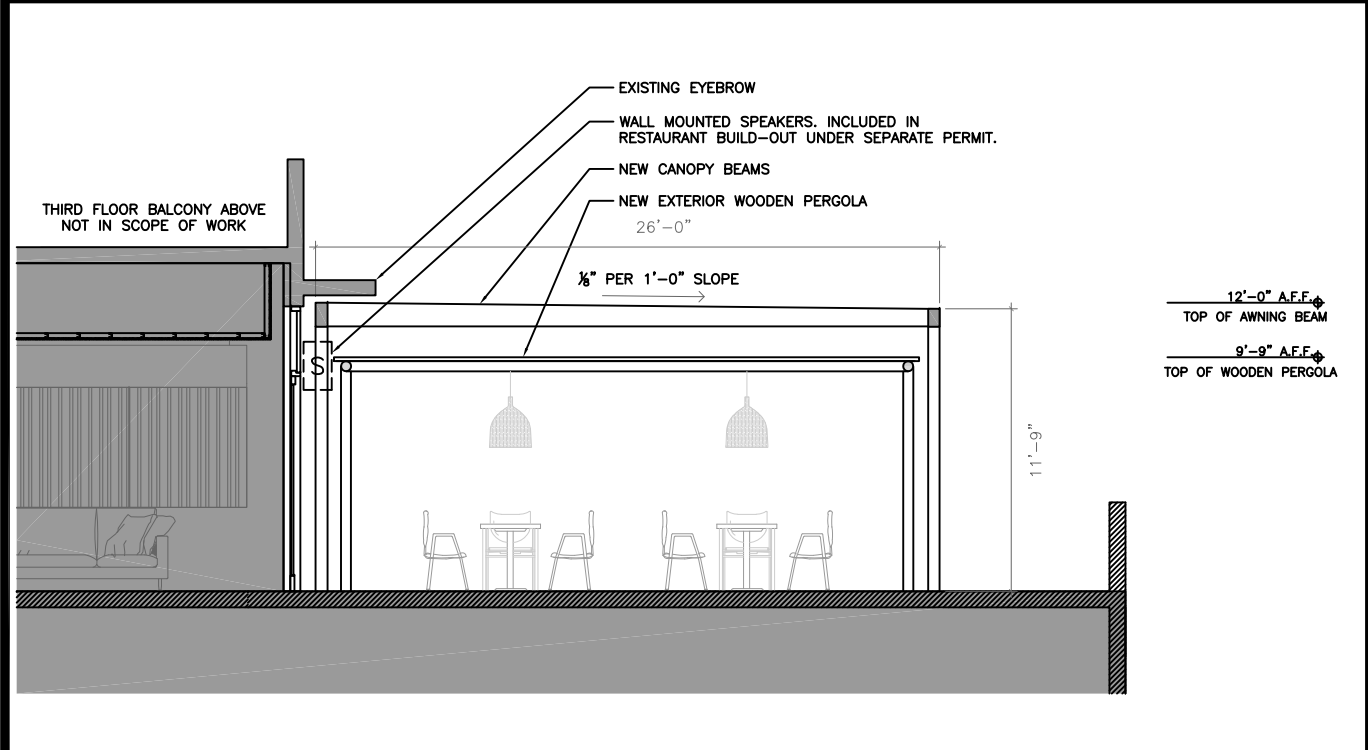 EXISTING EYEBROW
WALL MOUNTED SPEAKERS. INCLUDED IN
RESTAURANT BUILD-OUT UNDER SEPARATE PERMIT.
NEW CANOPY BEAMS
NEW EXTERIOR WOODEN PERGOLA
THIRD FLOOR BALCONY ABOVE
NOT IN SCOPE OF WORK
26'-0"
⅛" PER 1'-0" SLOPE
12'-0" A.F.F.
TOP OF AWNING BEAM
9'-9" A.F.F.
TOP OF WOODEN PERGOLA
S
11'-9"